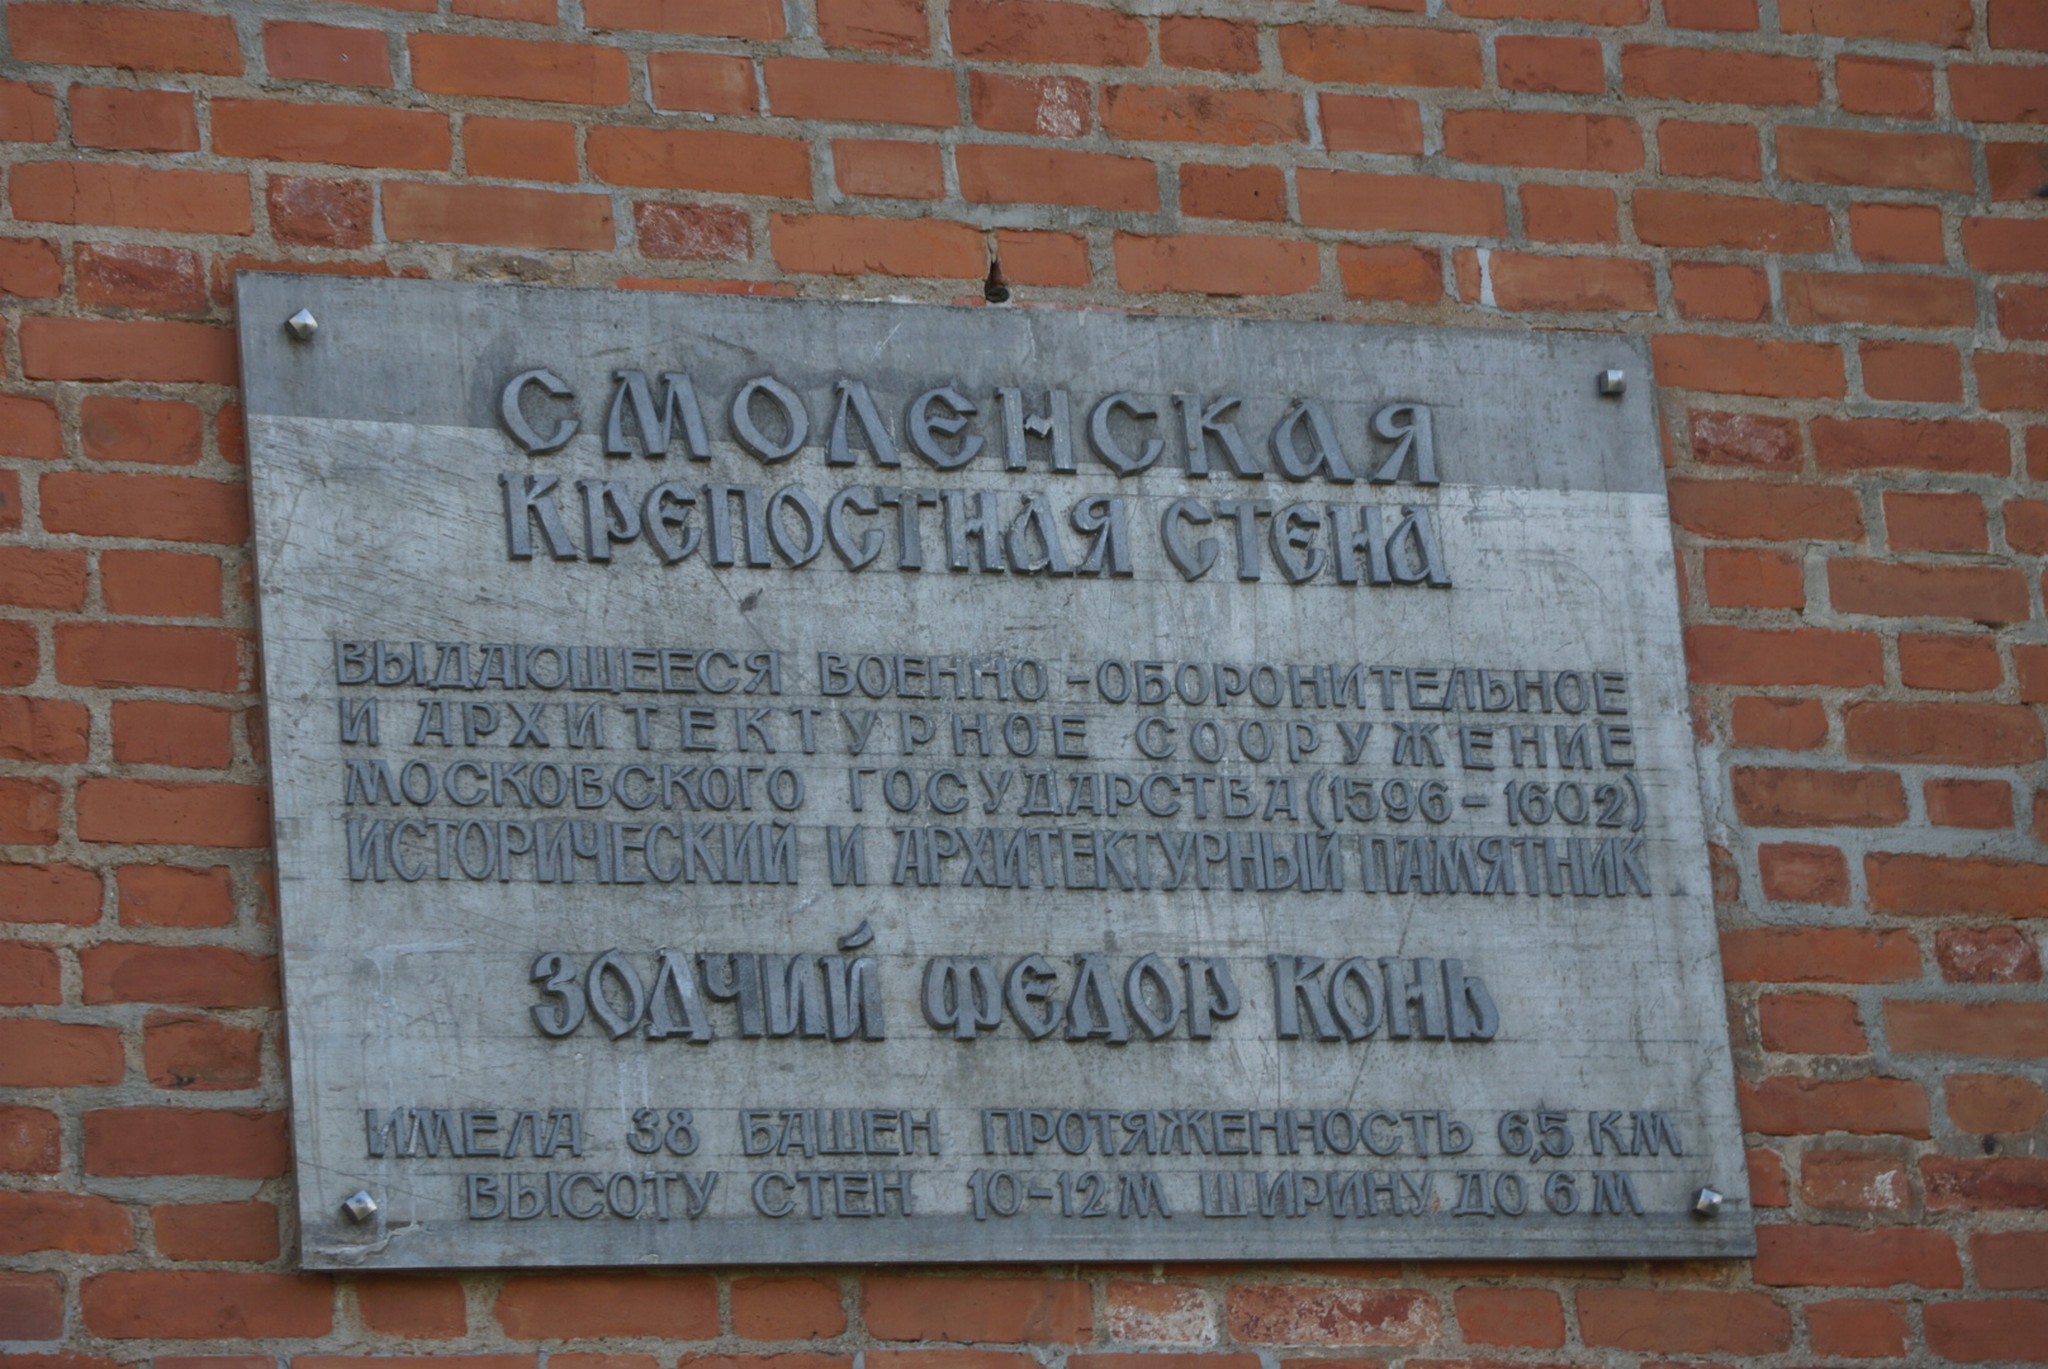 СМОЛЕНСКАЯ
КРЕПОСТНАЯ СТЕНА
ВЫДАЮЩЕЕСЯ ВОЕННО-ОБОРОНИТЕЛЬНОЕ
И АРХИТЕКТУРНОЕ СООРУЖЕНИЕ
МОСКОВСКОГО ГОСУДАРСТВА (1596-1602)
ИСТОРИЧЕСКИЙ И АРХИТЕКТУРНЫЙ ПАМЯТНИК
ЗОДЧИЙ ФЕДОР КОНЬ
ИМЕЛА 38 БАШЕН ПРОТЯЖЕННОСТЬ 6,5 КМ
ВЫСОТУ СТЕН 10-12 М ШИРИНУ ДО 6 М